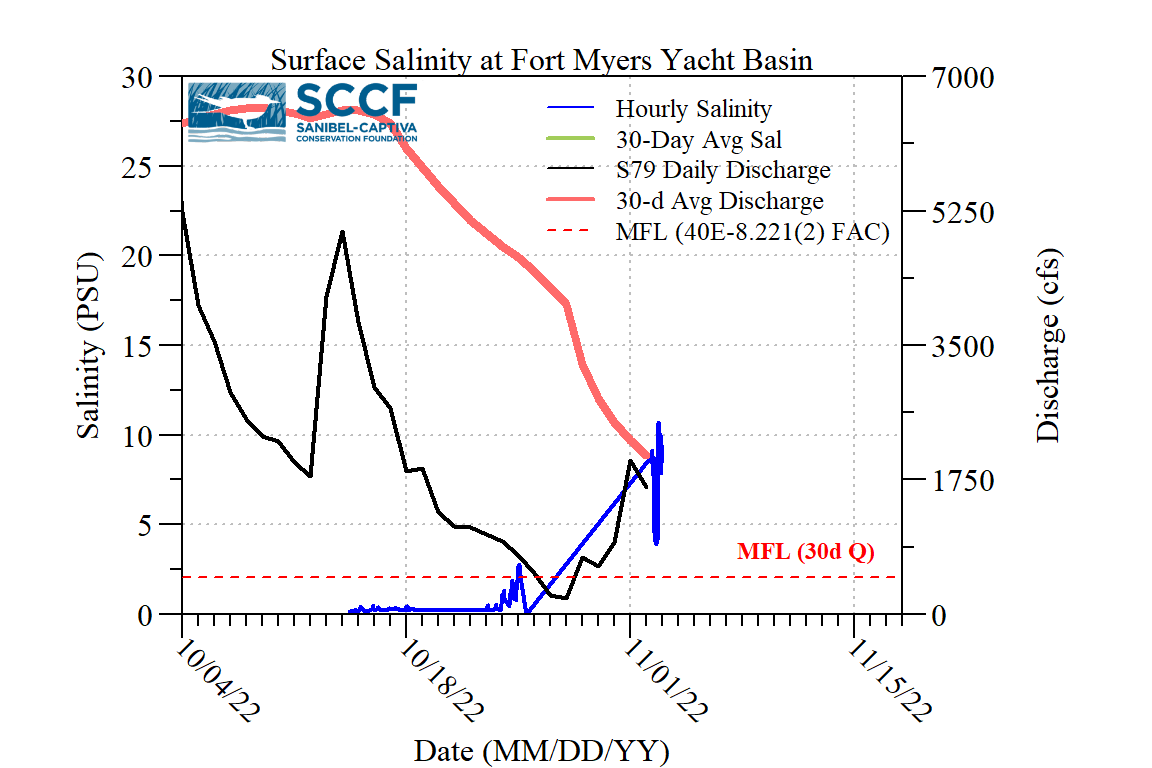 Surface Salinity at Fort Myers Yacht Basin
SCCF
SANIBEL-CAPTIVA
CONSERVATION FOUNDATION
Hourly Salinity
30-Day Avg Sal
S79 Daily Discharge
30-d Avg Discharge
MFL (40E-8.221(2) FAC)
30
25
20
15
10
5
0
Salinity (PSU)
7000
5250
3500
1750
0
Discharge (cfs)
MFL (30d Q)
10/04/22
10/18/22
11/01/22
11/15/22
Date (MM/DD/YY)